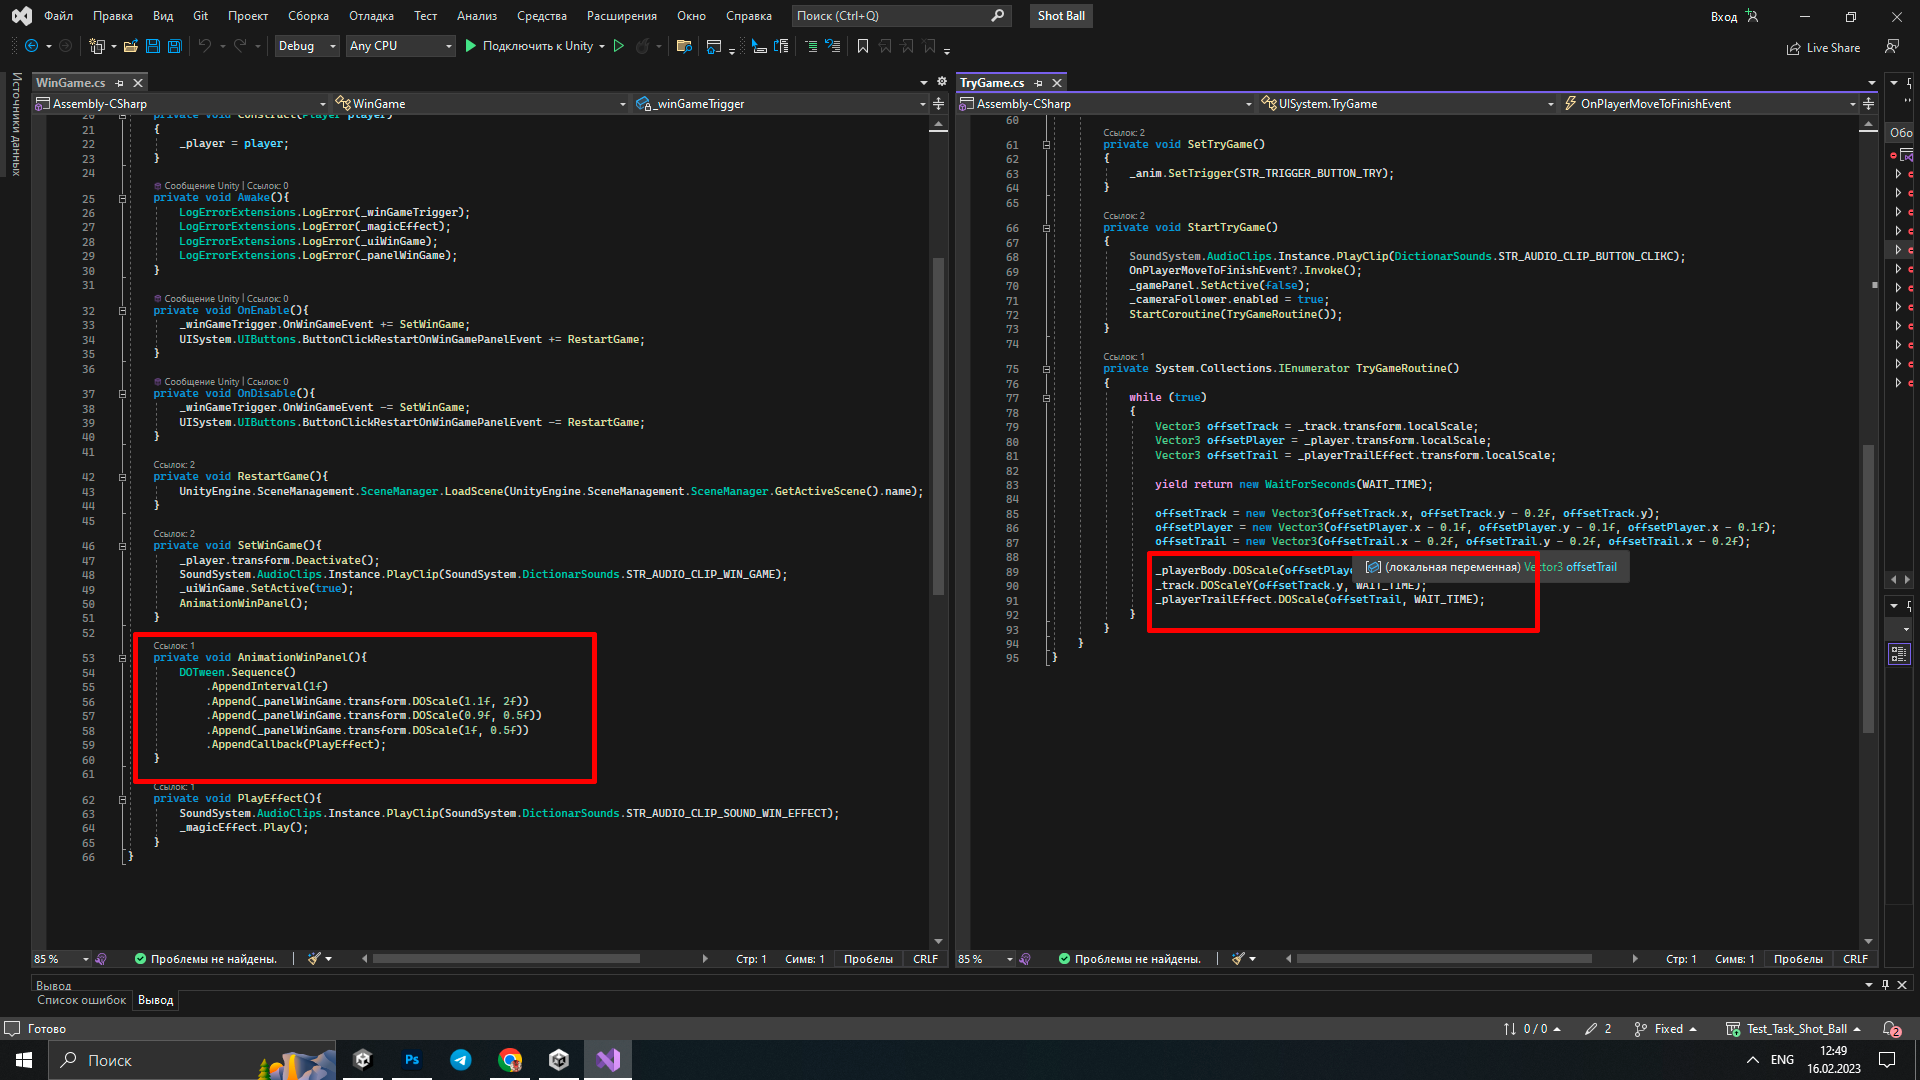 Файл Правка Вид Git Проект Сборка Отладка Тест Анализ Средства Расширения Окно Справка Поиск (Ctrl+Q) Shot Ball Вход
Debug Any CPU Подключить к Unity Live Share
Источники данных
WinGame.cs
Assembly-CSharp WinGame _winGameTrigger
20 private void Construct(Player player)
21 {
22 _player = player;
23 }
24
Сообщение Unity | Ссылок: 0
25 private void Awake(){
26 LogErrorExtensions.LogError(_winGameTrigger);
27 LogErrorExtensions.LogError(_magicEffect);
28 LogErrorExtensions.LogError(_uiWinGame);
29 LogErrorExtensions.LogError(_panelWinGame);
30 }
31
Сообщение Unity | Ссылок: 0
32 private void OnEnable(){
33 _winGameTrigger.OnWinGameEvent += SetWinGame;
34 UISystem.UIButtons.ButtonClickRestartOnWinGamePanelEvent += RestartGame;
35 }
36
Сообщение Unity | Ссылок: 0
37 private void OnDisable(){
38 _winGameTrigger.OnWinGameEvent -= SetWinGame;
39 UISystem.UIButtons.ButtonClickRestartOnWinGamePanelEvent -= RestartGame;
40 }
41
Ссылок: 2
42 private void RestartGame(){
43 UnityEngine.SceneManagement.SceneManager.LoadScene(UnityEngine.SceneManagement.SceneManager.GetActiveScene().name);
44 }
45
Ссылок: 2
46 private void SetWinGame(){
47 _player.transform.Deactivate();
48 SoundSystem.AudioClips.Instance.PlayClip(SoundSystem.DictionarSounds.STR_AUDIO_CLIP_WIN_GAME);
49 _uiWinGame.SetActive(true);
50 AnimationWinPanel();
51 }
52
Ссылок: 1
53 private void AnimationWinPanel(){
54 DOTween.Sequence()
55 .AppendInterval(1f)
56 .Append(_panelWinGame.transform.DOScale(1.1f, 2f))
57 .Append(_panelWinGame.transform.DOScale(0.9f, 0.5f))
58 .Append(_panelWinGame.transform.DOScale(1f, 0.5f))
59 .AppendCallback(PlayEffect);
60 }
61
Ссылок: 1
62 private void PlayEffect(){
63 SoundSystem.AudioClips.Instance.PlayClip(SoundSystem.DictionarSounds.STR_AUDIO_CLIP_SOUND_WIN_EFFECT);
64 _magicEffect.Play();
65 }
66 }
85 % Проблемы не найдены. Стр: 1 Симв: 1 Пробелы CRLF
TryGame.cs
Assembly-CSharp UISystem.TryGame OnPlayerMoveToFinishEvent
60
Ссылок: 2
61 private void SetTryGame()
62 {
63 _anim.SetTrigger(STR_TRIGGER_BUTTON_TRY);
64 }
65
Ссылок: 2
66 private void StartTryGame()
67 {
68 SoundSystem.AudioClips.Instance.PlayClip(DictionarSounds.STR_AUDIO_CLIP_BUTTON_CLIKC);
69 OnPlayerMoveToFinishEvent?.Invoke();
70 _gamePanel.SetActive(false);
71 _cameraFollower.enabled = true;
72 StartCoroutine(TryGameRoutine());
73 }
74
Ссылок: 1
75 private System.Collections.IEnumerator TryGameRoutine()
76 {
77 while (true)
78 {
79 Vector3 offsetTrack = _track.transform.localScale;
80 Vector3 offsetPlayer = _player.transform.localScale;
81 Vector3 offsetTrail = _playerTrailEffect.transform.localScale;
82
83 yield return new WaitForSeconds(WAIT_TIME);
84
85 offsetTrack = new Vector3(offsetTrack.x, offsetTrack.y - 0.2f, offsetTrack.y);
86 offsetPlayer = new Vector3(offsetPlayer.x - 0.1f, offsetPlayer.y - 0.1f, offsetPlayer.x - 0.1f);
87 offsetTrail = new Vector3(offsetTrail.x - 0.2f, offsetTrail.y - 0.2f, offsetTrail.x - 0.2f);
88
89 _playerBody.DOScale(offsetPlaye (локальная переменная) Vector3 offsetTrail
90 _track.DOScaleY(offsetTrack.y, WAIT_TIME);
91 _playerTrailEffect.DOScale(offsetTrail, WAIT_TIME);
92 }
93 }
94 }
95 }
85 % Проблемы не найдены. Стр: 1 Симв: 1 Пробелы CRLF
Обо
Вывод
Список ошибок Вывод
Готово 0 / 0 2 Fixed Test_Task_Shot_Ball 2
Поиск Ps ENG 12:49
16.02.2023